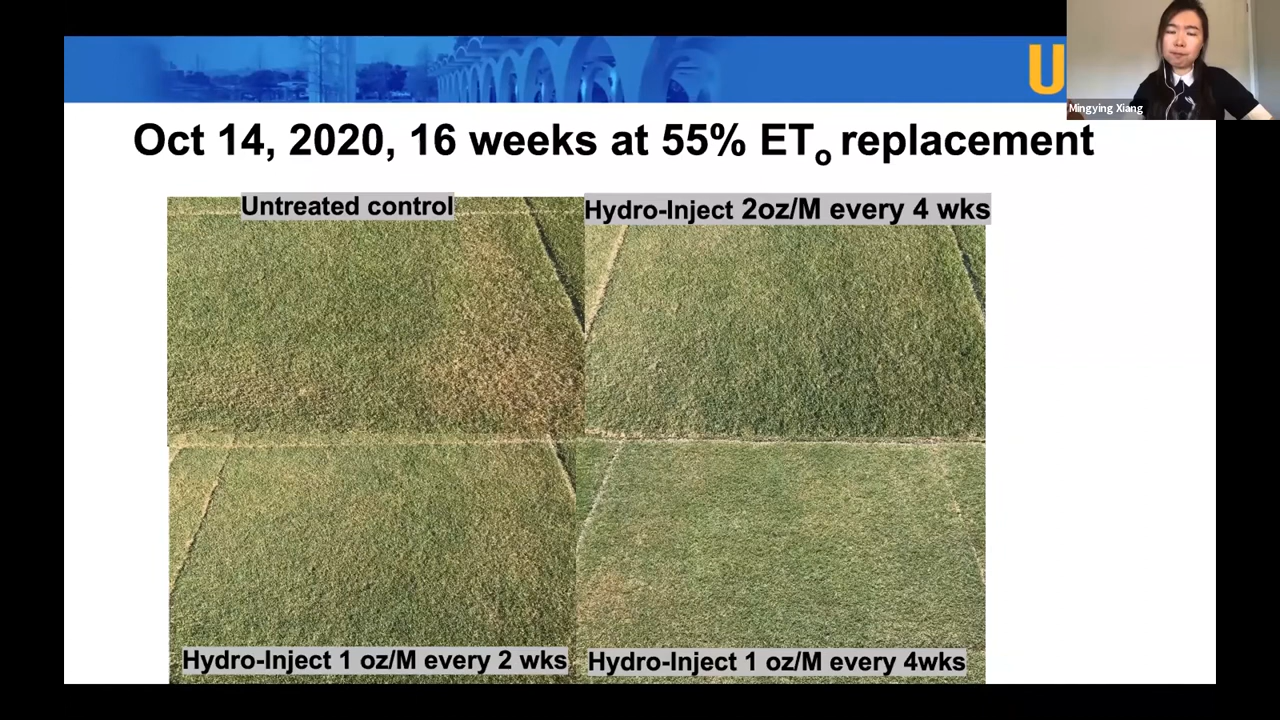 U
Mingying Xiang
Oct 14, 2020, 16 weeks at 55% ETo replacement
Untreated control
Hydro-Inject 2oz/M every 4 wks
Hydro-Inject 1 oz/M every 2 wks
Hydro-Inject 1 oz/M every 4wks